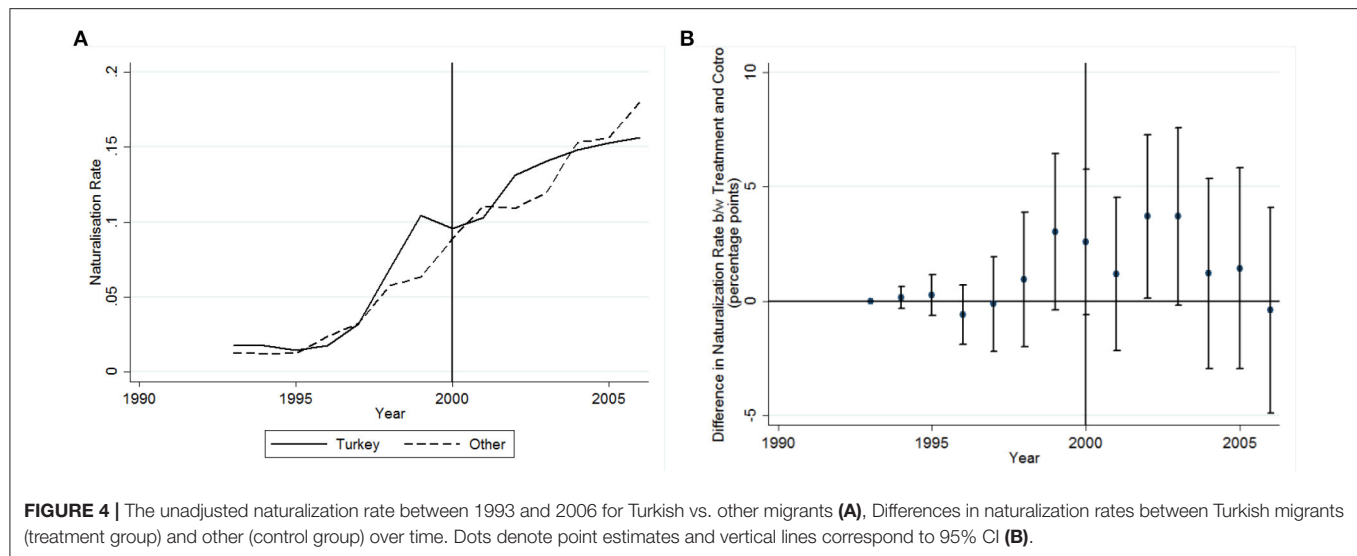 A
Naturalisation Rate
.2
.15
.1
.05
0
1990 1995 2000 2005
Year
Turkey Other
B
Difference in Naturalization Rate b/w Treatnment and Cotro
(percentage points)
10
5
0
-5
1990 1995 2000 2005
Year
FIGURE 4 | The unadjusted naturalization rate between 1993 and 2006 for Turkish vs. other migrants (A), Differences in naturalization rates between Turkish migrants
(treatment group) and other (control group) over time. Dots denote point estimates and vertical lines correspond to 95% CI (B).